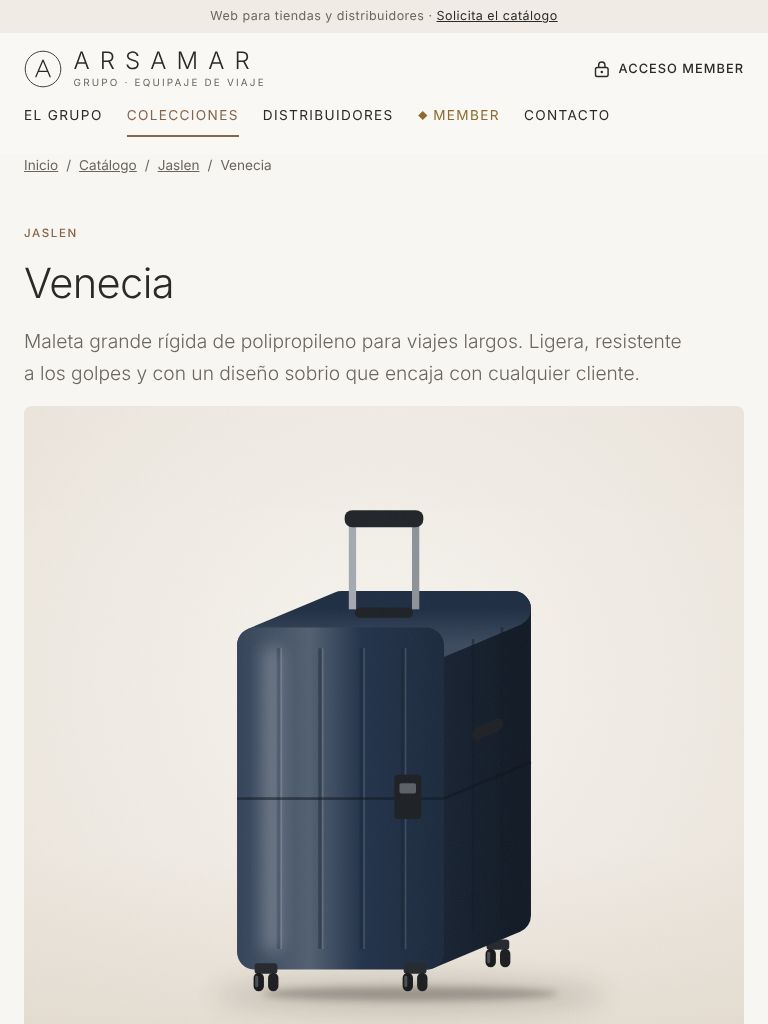 Web para tiendas y distribuidores · Solicita el catálogo
A ARSAMAR
GRUPO · EQUIPAJE DE VIAJE
ACCESO MEMBER
EL GRUPO COLECCIONES DISTRIBUIDORES ◆ MEMBER CONTACTO
Inicio / Catálogo / Jaslen / Venecia
JASLEN
Venecia
Maleta grande rígida de polipropileno para viajes largos. Ligera, resistente
a los golpes y con un diseño sobrio que encaja con cualquier cliente.